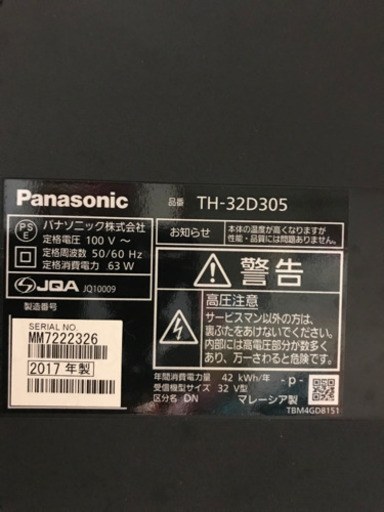 Panasonic
品番 TH-32D305
PS E
パナソニック株式会社
定格電圧 100 V ～
定格周波数 50/60 Hz
定格消費電力 63 W
お知らせ
本体の温度が高くなりますが
性能・品質には問題ありません。
JQA JQ10009
製造番号
SERIAL NO.
MM7222326
2017年製
警告
高圧注意
サービスマン以外の方は、
裏ぶたをあけないでください。
内部には高電圧部分が数多く
あり、万一さわると危険です。
年間消費電力量 42 kWh/年
受信機型サイズ 32 V型
区分名 DN
-p-
マレーシア製
TBM4GD8151